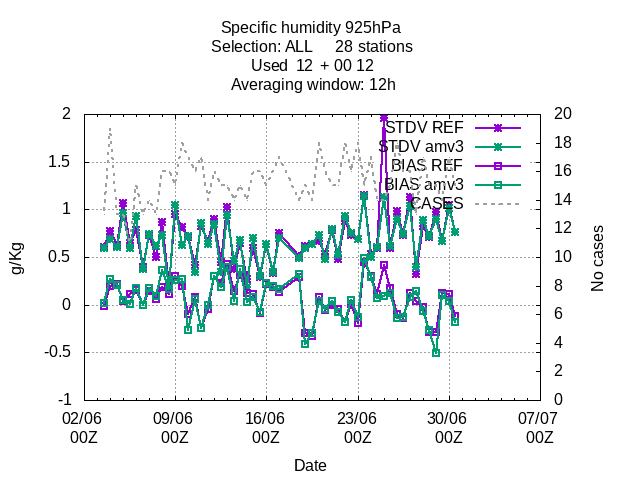 Specific humidity 925hPa
Selection: ALL 28 stations
Used 12 + 00 12
Averaging window: 12h
2 20
STDV REF
18
STDV amv3
1.5 16
BIAS REF
BIAS amv3
14
1
CASES
12
0.5 10
8
0
6
-0.5 4
2
-1 0
g/Kg
No cases
02/06 09/06 16/06 23/06 30/06 07/07
00Z 00Z 00Z 00Z 00Z 00Z
Date